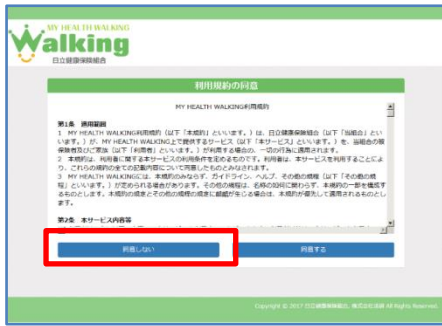 MY HEALTH WALKING
Walking
日立健康保険組合
利用規約の同意
MY HEALTH WALKING利用規約
第1条 適用範囲
1 MY HEALTH WALKING利用規約（以下「本規約」といいます。）は、日立健康保険組合（以下「当組合」とい
います。）が、MY HEALTH WALKING上で提供するサービス（以下「本サービス」といいます。）を、当組合の被
保険者及びご家族（以下「利用者」といいます。）が利用する場合の、一切の行為に適用されます。
2 本規約は、利用者に関する本サービスの利用条件を定めるものです。利用者は、本サービスを利用することによ
り、これらの規約の全ての記載内容について同意したものとみなされます。
3 MY HEALTH WALKINGには、本規約のみならず、ガイドライン、ヘルプ、その他の規程（以下「その他の規
程」といいます。）が定められる場合があります。その他の規程は、名称の如何に関わらず、本規約の一部を構成す
るものとします。本規約の規定とその他の規程の規定に齟齬が生じる場合は、本規約が優先して適用されるものとし
ます。
第2条 本サービス内容等
同意しない
同意する
Copyright © 2017 日立健康保険組合, 株式会社法研 All Rights Reserved.